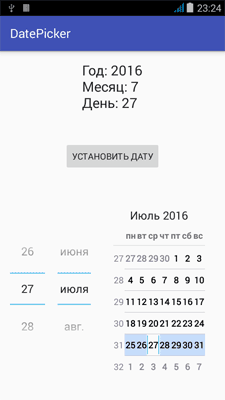 23:24
DatePicker
Год: 2016
Месяц: 7
День: 27
УСТАНОВИТЬ ДАТУ
Июль 2016
пн вт ср чт пт сб вс
27 27 28 29 30 1 2 3
28 4 5 6 7 8 9 10
29 11 12 13 14 15 16 17
30 18 19 20 21 22 23 24
31 25 26 27 28 29 30 31
32 1 2 3 4 5 6 7
26 июня
27 июля
28 авг.